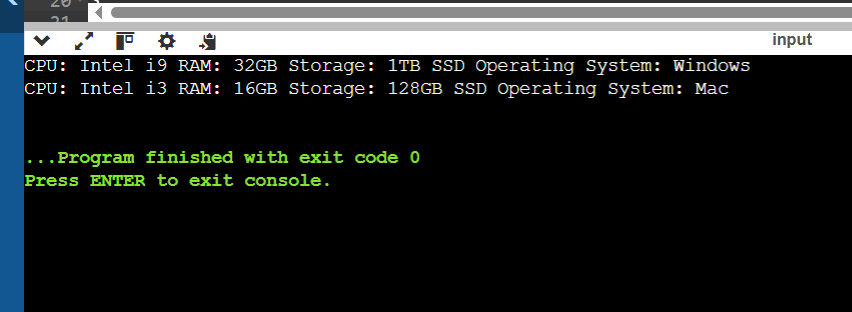 20
21
input
CPU: Intel i9 RAM: 32GB Storage: 1TB SSD Operating System: Windows
CPU: Intel i3 RAM: 16GB Storage: 128GB SSD Operating System: Mac
...Program finished with exit code 0
Press ENTER to exit console.